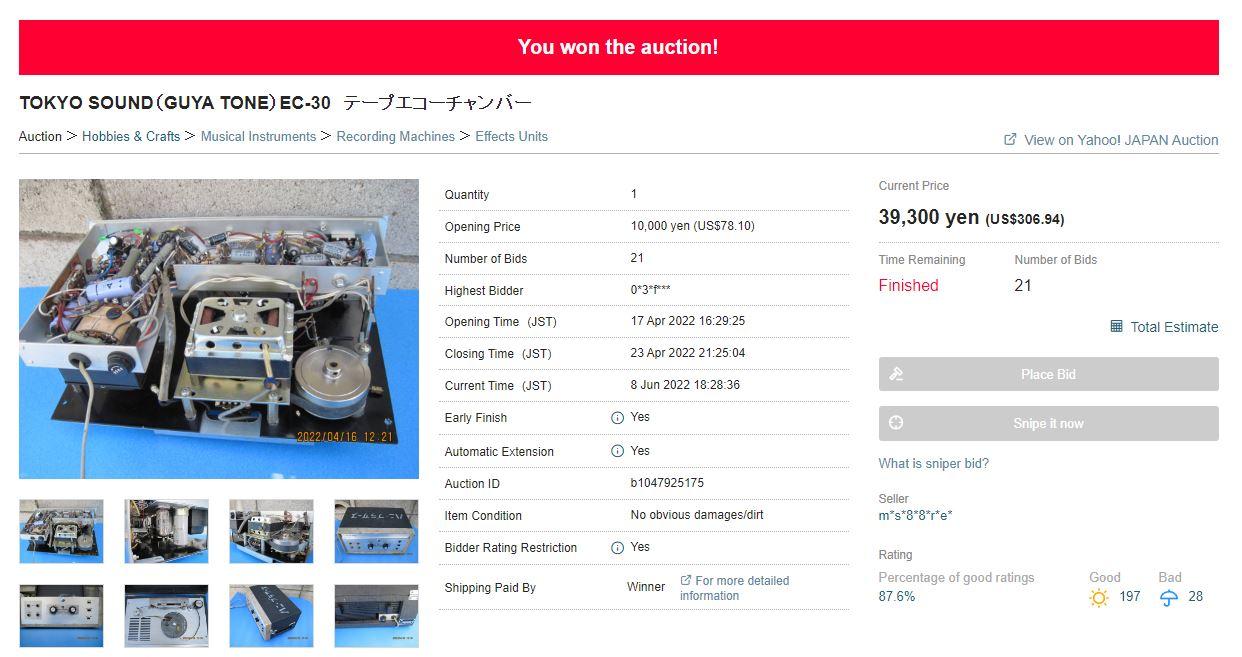 You won the auction!
TOKYO SOUND（GUYA TONE）EC-30　テープエコーチャンバー
Auction > Hobbies & Crafts > Musical Instruments > Recording Machines > Effects Units
View on Yahoo! JAPAN Auction
Quantity 1
Opening Price 10,000 yen (US$78.10)
Number of Bids 21
Highest Bidder 0*3*f***
Opening Time (JST) 17 Apr 2022 16:29:25
Closing Time (JST) 23 Apr 2022 21:25:04
Current Time (JST) 8 Jun 2022 18:28:36
Early Finish Yes
Automatic Extension Yes
Auction ID b1047925175
Item Condition No obvious damages/dirt
Bidder Rating Restriction Yes
Shipping Paid By Winner For more detailed
information
2022/04/16 12:21
Current Price
39,300 yen (US$306.94)
Time Remaining Number of Bids
Finished 21
Total Estimate
Place Bid
Snipe it now
What is sniper bid?
Seller
m*s*8*8*r*e*
Rating
Percentage of good ratings Good Bad
87.6% 197 28